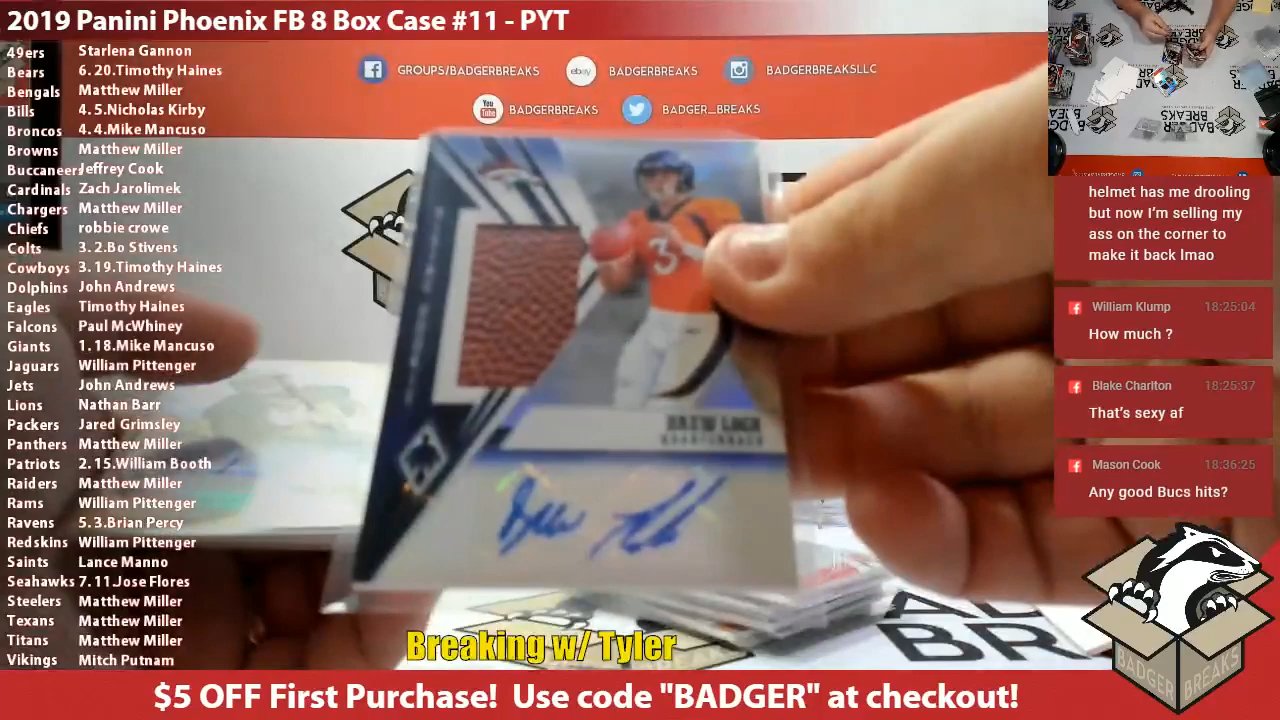 2019 Panini Phoenix FB 8 Box Case #11 - PYT
49ers Starlena Gannon
Bears 6. 20.Timothy Haines
Bengals Matthew Miller
Bills 4. 5.Nicholas Kirby
Broncos 4. 4.Mike Mancuso
Browns Matthew Miller
Buccaneers Jeffrey Cook
Cardinals Zach Jarolimek
Chargers Matthew Miller
Chiefs robbie crowe
Colts 3. 2.Bo Stivens
Cowboys 3. 19.Timothy Haines
Dolphins John Andrews
Eagles Timothy Haines
Falcons Paul McWhiney
Giants 1. 18.Mike Mancuso
Jaguars William Pittenger
Jets John Andrews
Lions Nathan Barr
Packers Jared Grimsley
Panthers Matthew Miller
Patriots 2. 15.William Booth
Raiders Matthew Miller
Rams William Pittenger
Ravens 5. 3.Brian Percy
Redskins William Pittenger
Saints Lance Manno
Seahawks 7. 11.Jose Flores
Steelers Matthew Miller
Texans Matthew Miller
Titans Matthew Miller
Vikings Mitch Putnam
GROUPS/BADGERBREAKS
ebay BADGERBREAKS
BADGERBREAKSLLC
You Tube BADGERBREAKS
BADGER_BREAKS
3
DREW LOCK
QUARTERBACK
Drew Lock
BR
Breaking w/ Tyler
BADGER
BREAKS
helmet has me drooling
but now I'm selling my
ass on the corner to
make it back lmao
William Klump 18:25:04
How much ?
Blake Charlton 18:25:37
That's sexy af
Mason Cook 18:36:25
Any good Bucs hits?
BADGER BREAKS
$5 OFF First Purchase! Use code "BADGER" at checkout!